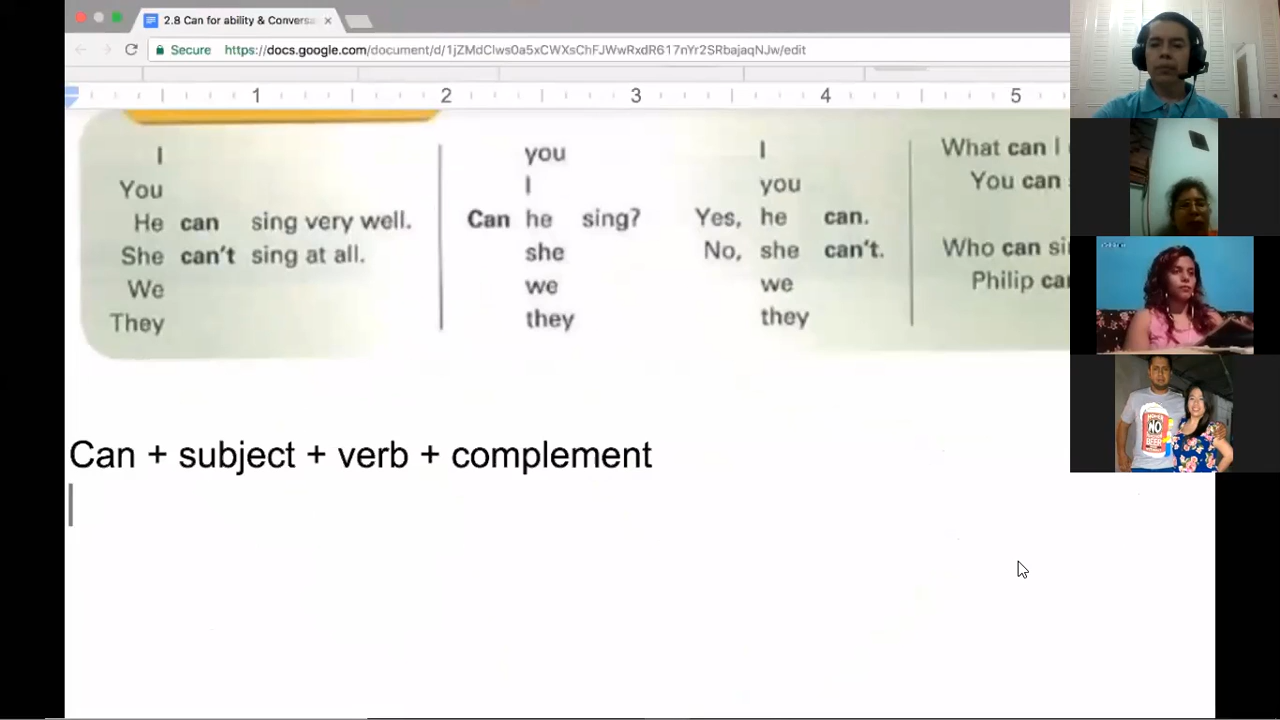 2.8 Can for ability & Conversa
Secure https://docs.google.com/document/d/1jZMdClws0a5xCWXsChFJWwRxdR617nYr2SRbajaqNJw/edit
1 2 3 4 5
I
You
He can sing very well.
She can't sing at all.
We
They
you
I
Can he sing?
she
we
they
I
you
Yes, he can.
No, she can't.
we
they
What can I
You can
Who can si
Philip ca
Can + subject + verb + complement
NO
BEER